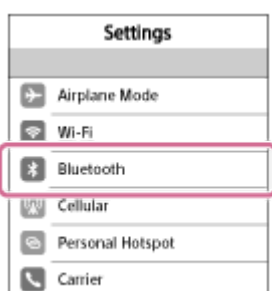 Settings
Airplane Mode
Wi-Fi
Bluetooth
Cellular
Personal Hotspot
Carrier